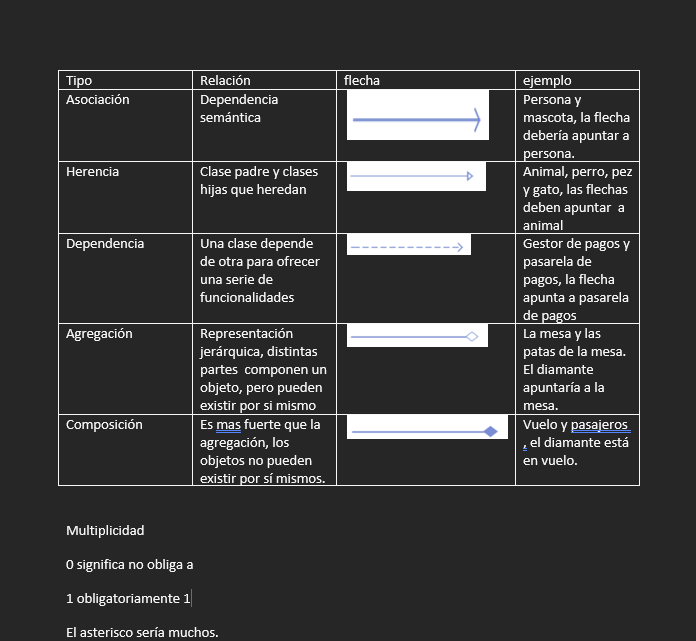 Tipo Relación flecha ejemplo
Asociación
Dependencia
semántica
Persona y
mascota, la flecha
debería apuntar a
persona.
Herencia
Clase padre y clases
hijas que heredan
Animal, perro, pez
y gato, las flechas
deben apuntar  a
animal
Dependencia
Una clase depende
de otra para ofrecer
una serie de
funcionalidades
Gestor de pagos y
pasarela de
pagos, la flecha
apunta a pasarela
de pagos
Agregación
Representación
jerárquica, distintas
partes  componen un
objeto, pero pueden
existir por si mismo
La mesa y las
patas de la mesa.
El diamante
apuntaría a la
mesa.
Composición
Es mas fuerte que la
agregación, los
objetos no pueden
existir por sí mismos.
Vuelo y pasajeros
, el diamante está
en vuelo.
Multiplicidad
0 significa no obliga a
1 obligatoriamente 1
El asterisco sería muchos.